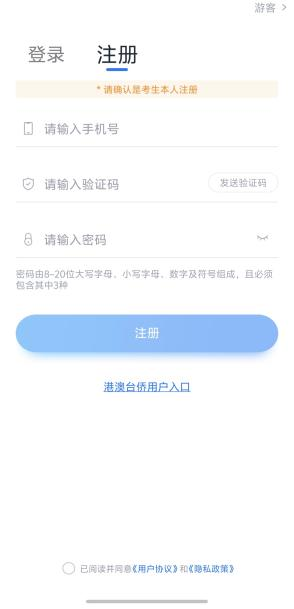 游客
登录 注册
* 请确认是考生本人注册
请输入手机号
请输入验证码 发送验证码
请输入密码
密码由8-20位大写字母、小写字母、数字及符号组成，且必须
包含其中3种
注册
港澳台侨用户入口
已阅读并同意《用户协议》和《隐私政策》